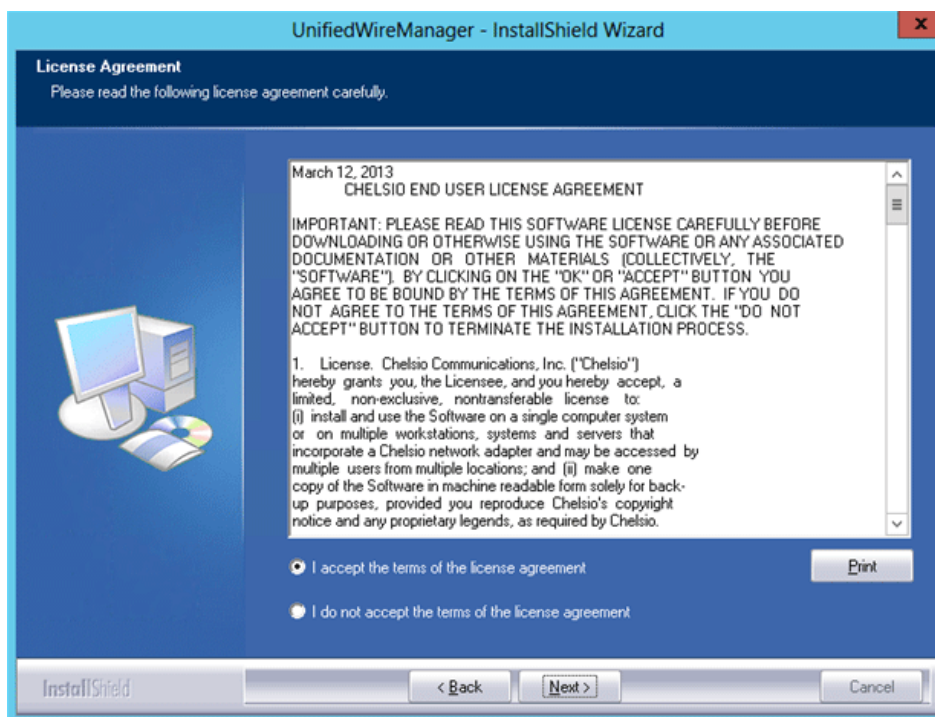 UnifiedWireManager - InstallShield Wizard
x
License Agreement
Please read the following license agreement carefully.
March 12, 2013
CHELSIO END USER LICENSE AGREEMENT
IMPORTANT: PLEASE READ THIS SOFTWARE LICENSE CAREFULLY BEFORE
DOWNLOADING OR OTHERWISE USING THE SOFTWARE OR ANY ASSOCIATED
DOCUMENTATION OR OTHER MATERIALS (COLLECTIVELY, THE
"SOFTWARE"). BY CLICKING ON THE "OK" OR "ACCEPT" BUTTON YOU
AGREE TO BE BOUND BY THE TERMS OF THIS AGREEMENT. IF YOU DO
NOT AGREE TO THE TERMS OF THIS AGREEMENT, CLICK THE "DO NOT
ACCEPT" BUTTON TO TERMINATE THE INSTALLATION PROCESS.
1. License. Chelsio Communications, Inc. ("Chelsio")
hereby grants you, the Licensee, and you hereby accept, a
limited, non-exclusive, nontransferable license to:
(i) install and use the Software on a single computer system
or on multiple workstations, systems and servers that
incorporate a Chelsio network adapter and may be accessed by
multiple users from multiple locations; and (ii) make one
copy of the Software in machine readable form solely for back-
up purposes, provided you reproduce Chelsio's copyright
notice and any proprietary legends, as required by Chelsio.
I accept the terms of the license agreement
Print
I do not accept the terms of the license agreement
InstallShield
< Back
Next >
Cancel